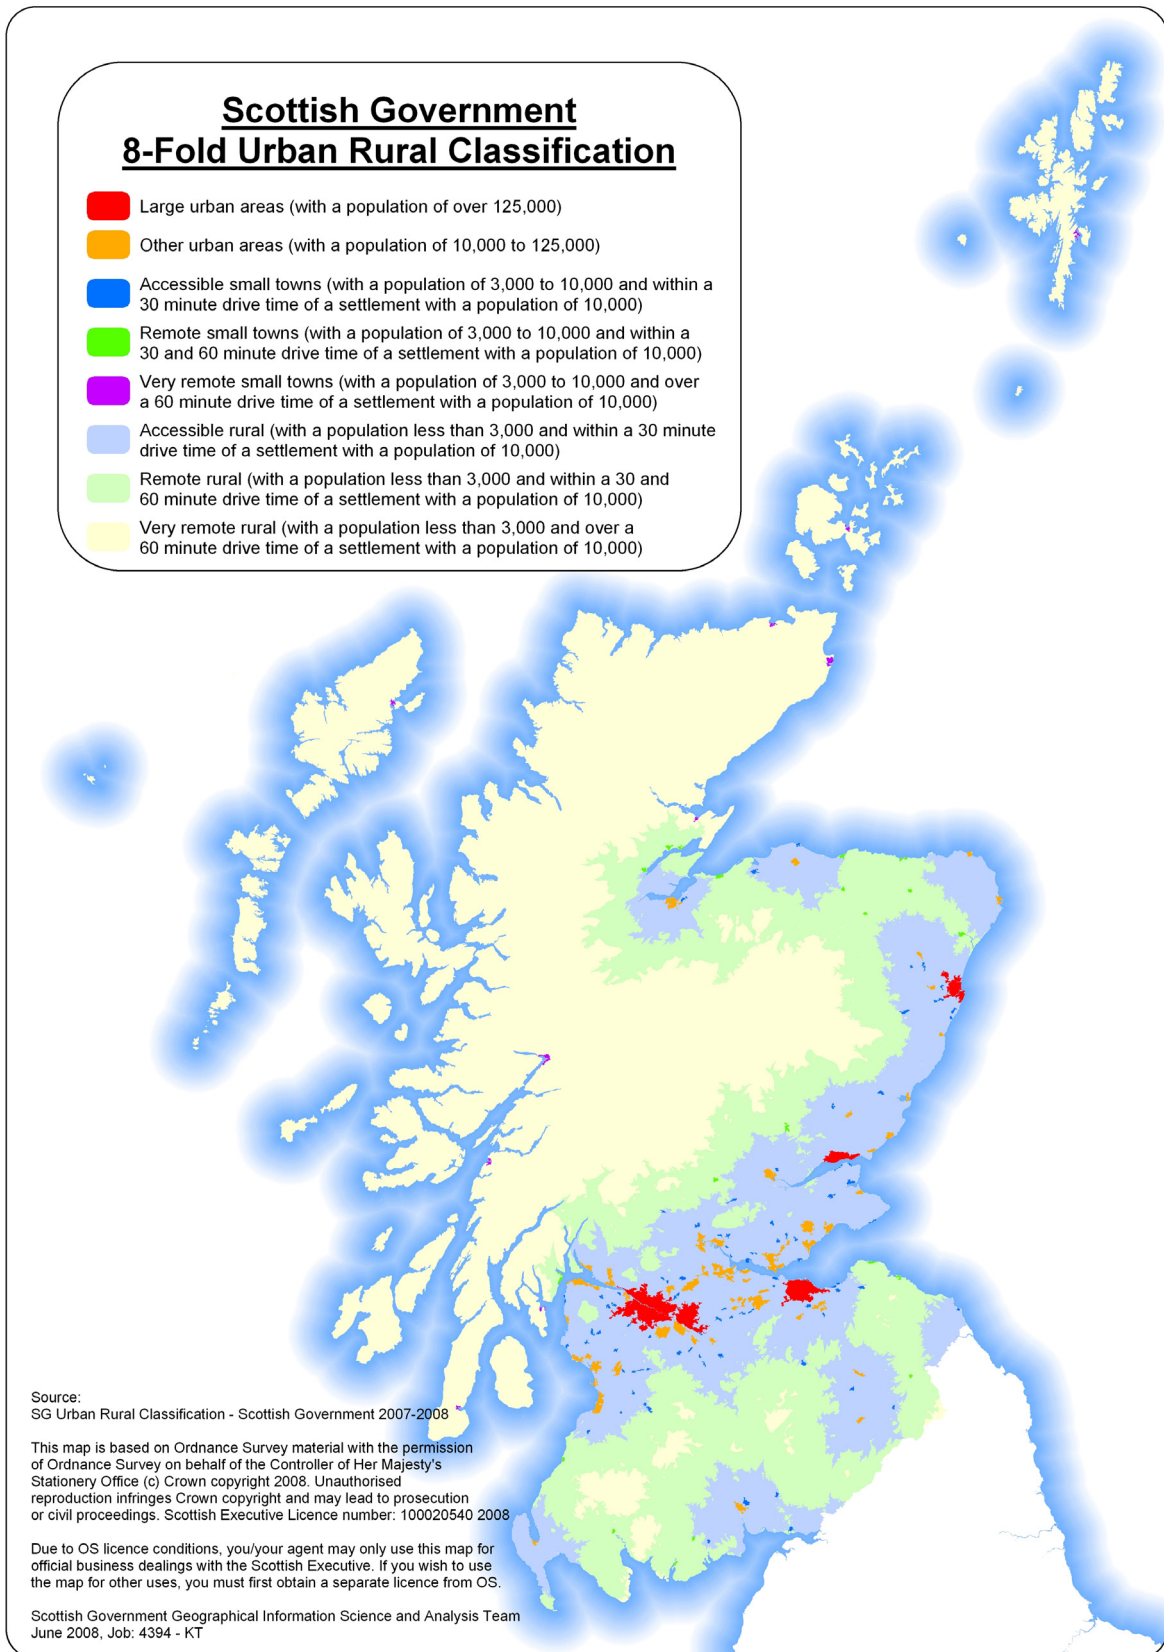 Scottish Government
8-Fold Urban Rural Classification
Large urban areas (with a population of over 125,000)
Other urban areas (with a population of 10,000 to 125,000)
Accessible small towns (with a population of 3,000 to 10,000 and within a
30 minute drive time of a settlement with a population of 10,000)
Remote small towns (with a population of 3,000 to 10,000 and within a
30 and 60 minute drive time of a settlement with a population of 10,000)
Very remote small towns (with a population of 3,000 to 10,000 and over
a 60 minute drive time of a settlement with a population of 10,000)
Accessible rural (with a population less than 3,000 and within a 30 minute
drive time of a settlement with a population of 10,000)
Remote rural (with a population less than 3,000 and within a 30 and
60 minute drive time of a settlement with a population of 10,000)
Very remote rural (with a population less than 3,000 and over a
60 minute drive time of a settlement with a population of 10,000)
Source:
SG Urban Rural Classification - Scottish Government 2007-2008
This map is based on Ordnance Survey material with the permission
of Ordnance Survey on behalf of the Controller of Her Majesty's
Stationery Office (c) Crown copyright 2008. Unauthorised
reproduction infringes Crown copyright and may lead to prosecution
or civil proceedings. Scottish Executive Licence number: 100020540 2008
Due to OS licence conditions, you/your agent may only use this map for
official business dealings with the Scottish Executive. If you wish to use
the map for other uses, you must first obtain a separate licence from OS.
Scottish Government Geographical Information Science and Analysis Team
June 2008, Job: 4394 - KT